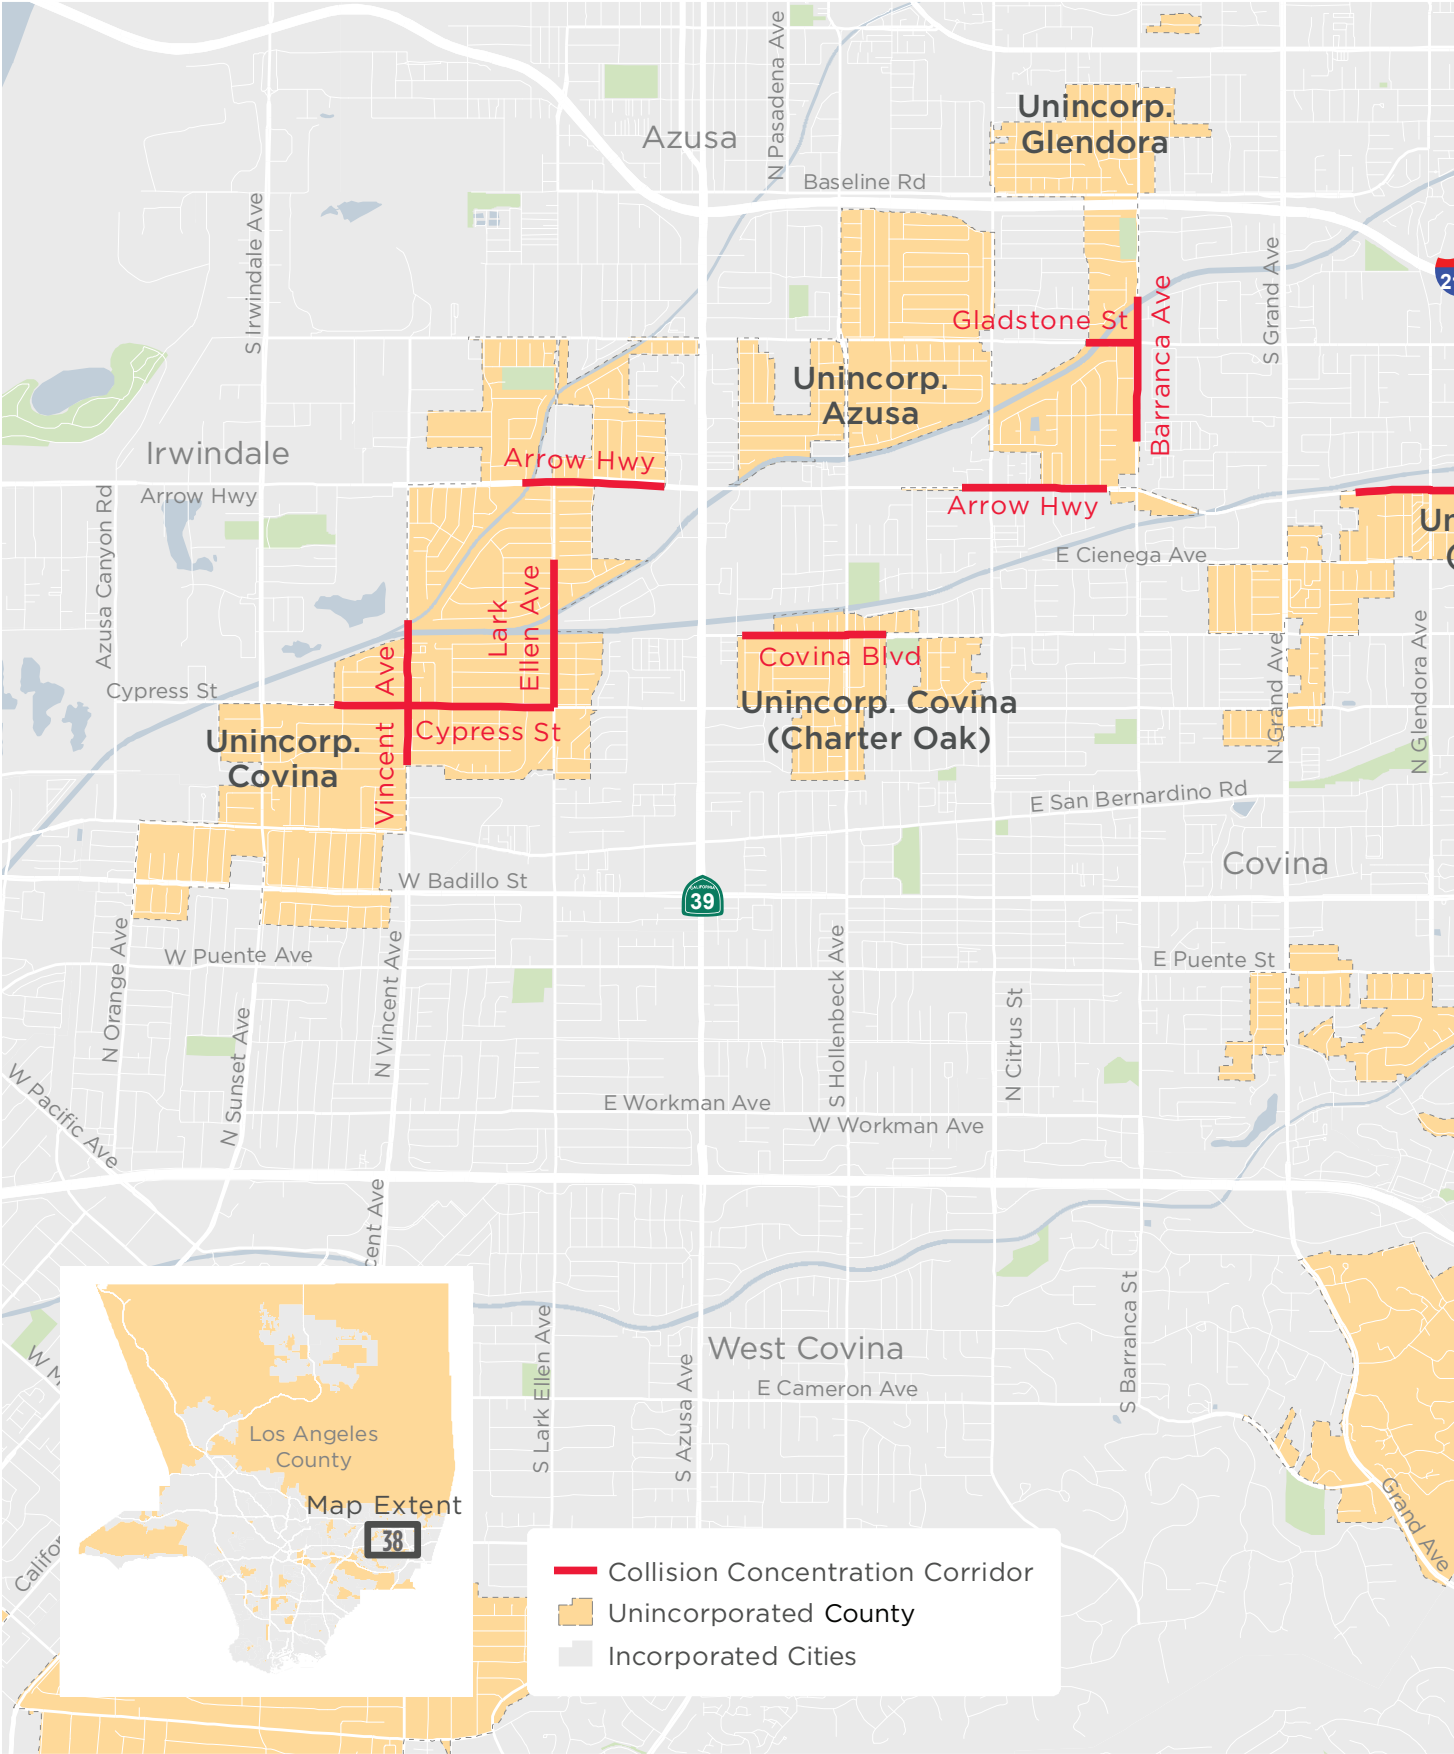 N Pasadena Ave
Unincorp.
Glendora
Azusa
Baseline Rd
S Irwindale Ave
S Grand Ave
Barranca Ave
Gladstone St
Unincorp.
Azusa
Irwindale
Arrow Hwy
Arrow Hwy
Arrow Hwy
Azusa Canyon Rd
E Cienega Ave
Lark
Ellen Ave
Covina Blvd
Vincent Ave
Cypress St
Cypress St
Unincorp. Covina
(Charter Oak)
N Grand Ave
N Glendora Ave
Unincorp.
Covina
E San Bernardino Rd
Covina
W Badillo St
CALIFORNIA
39
N Orange Ave
W Puente Ave
N Vincent Ave
S Hollenbeck Ave
E Puente St
N Citrus St
N Sunset Ave
W Pacific Ave
E Workman Ave
W Workman Ave
cent Ave
S Barranca St
S Lark Ellen Ave
West Covina
S Azusa Ave
E Cameron Ave
Los Angeles
County
Map Extent
38
Grand Ave
Califor
Collision Concentration Corridor
Unincorporated County
Incorporated Cities